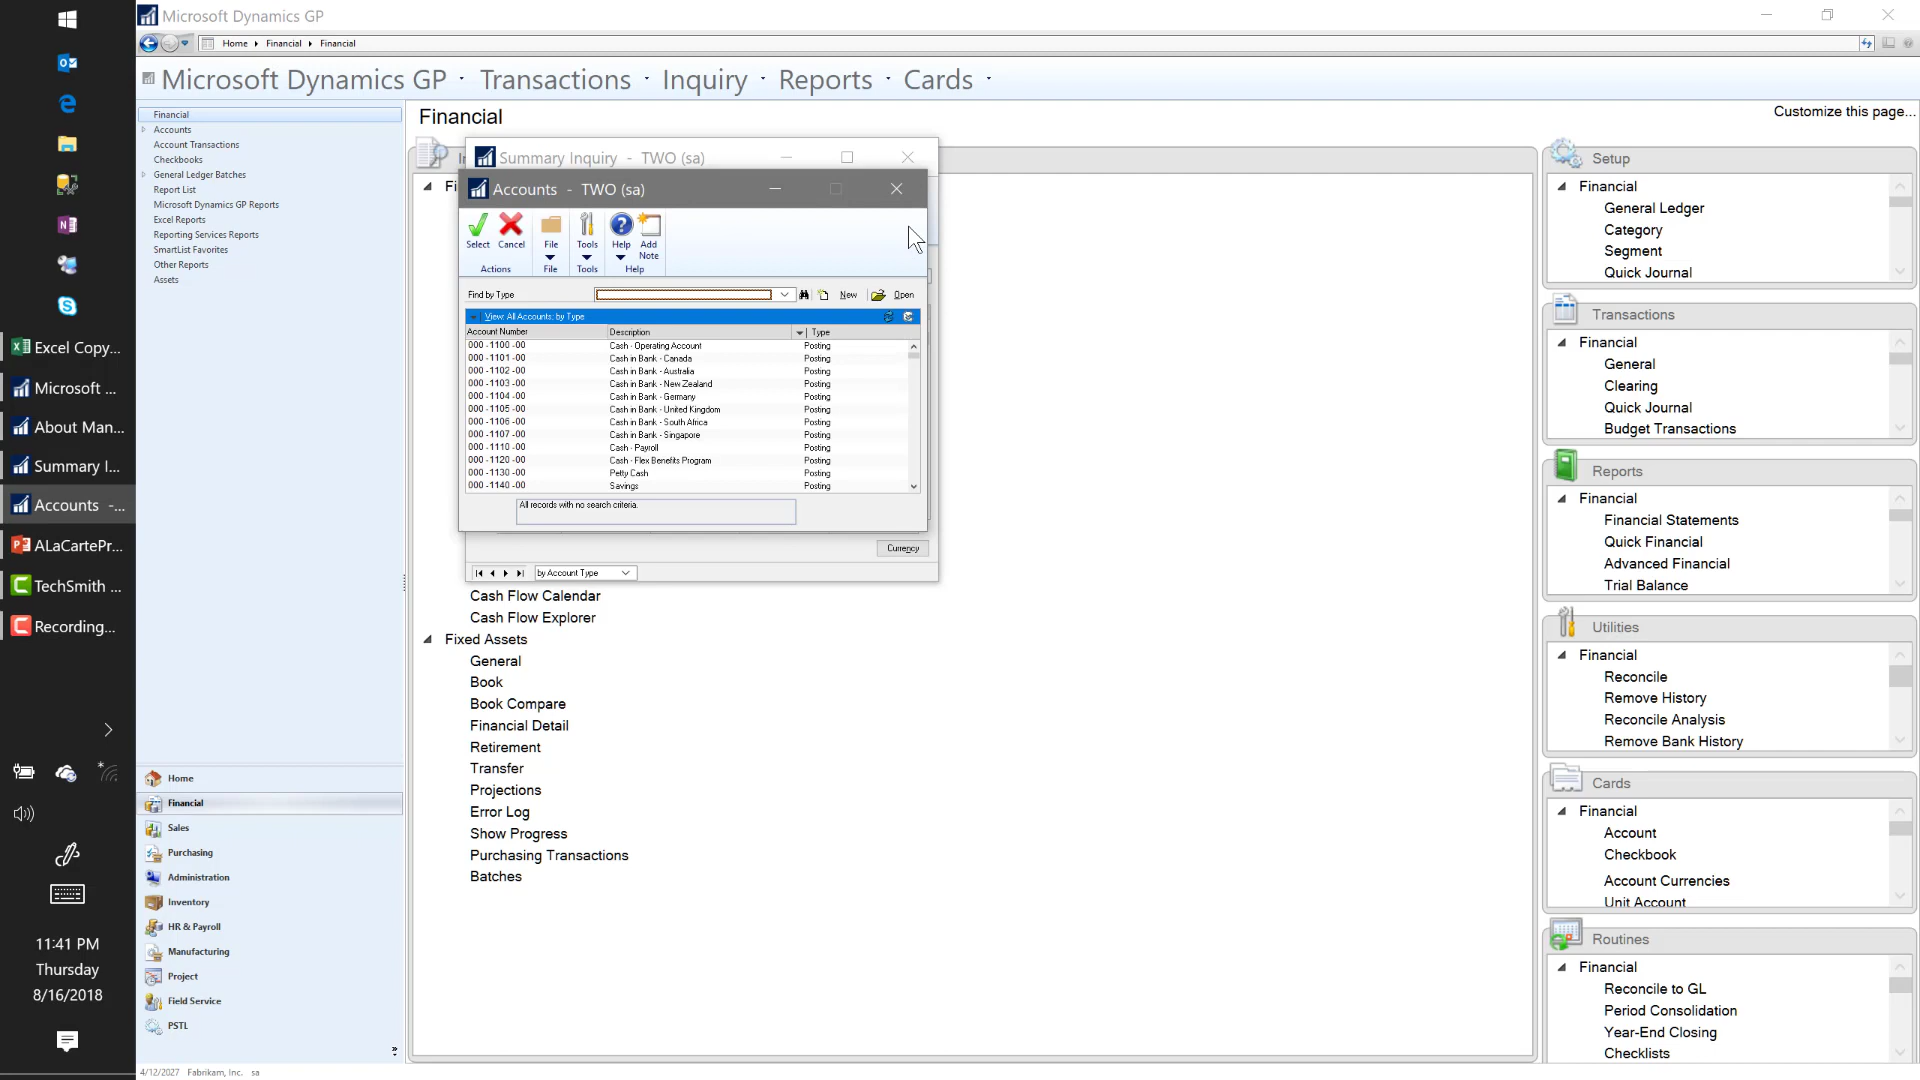 Microsoft Dynamics GP
Home Financial Financial
Microsoft Dynamics GP Transactions Inquiry Reports Cards
Financial
Accounts
Account Transactions
Checkbooks
General Ledger Batches
Report List
Microsoft Dynamics GP Reports
Excel Reports
Reporting Services Reports
SmartList Favorites
Other Reports
Assets
Home
Financial
Sales
Purchasing
Administration
Inventory
HR & Payroll
Manufacturing
Project
Field Service
PSTL
4/12/2027 Fabrikam, Inc. sa
Excel Copy...
Microsoft ...
About Man...
Summary I...
Accounts -...
ALaCartePr...
TechSmith ...
Recording...
11:41 PM
Thursday
8/16/2018
Financial
Customize this page...
Summary Inquiry - TWO (sa)
Accounts - TWO (sa)
Select Cancel File Tools Help Add Note
Actions File Tools Help
Find by Type New Open
View: All Accounts; by Type
Account Number Description Type
000 -1100 -00 Cash - Operating Account Posting
000 -1101 -00 Cash in Bank - Canada Posting
000 -1102 -00 Cash in Bank - Australia Posting
000 -1103 -00 Cash in Bank - New Zealand Posting
000 -1104 -00 Cash in Bank - Germany Posting
000 -1105 -00 Cash in Bank - United Kingdom Posting
000 -1106 -00 Cash in Bank - South Africa Posting
000 -1107 -00 Cash in Bank - Singapore Posting
000 -1110 -00 Cash - Payroll Posting
000 -1120 -00 Cash - Flex Benefits Program Posting
000 -1130 -00 Petty Cash Posting
000 -1140 -00 Savings Posting
All records with no search criteria.
Currency
by Account Type
Cash Flow Calendar
Cash Flow Explorer
Fixed Assets
General
Book
Book Compare
Financial Detail
Retirement
Transfer
Projections
Error Log
Show Progress
Purchasing Transactions
Batches
Setup
Financial
General Ledger
Category
Segment
Quick Journal
Transactions
Financial
General
Clearing
Quick Journal
Budget Transactions
Reports
Financial
Financial Statements
Quick Financial
Advanced Financial
Trial Balance
Utilities
Financial
Reconcile
Remove History
Reconcile Analysis
Remove Bank History
Cards
Financial
Account
Checkbook
Account Currencies
Unit Account
Routines
Financial
Reconcile to GL
Period Consolidation
Year-End Closing
Checklists